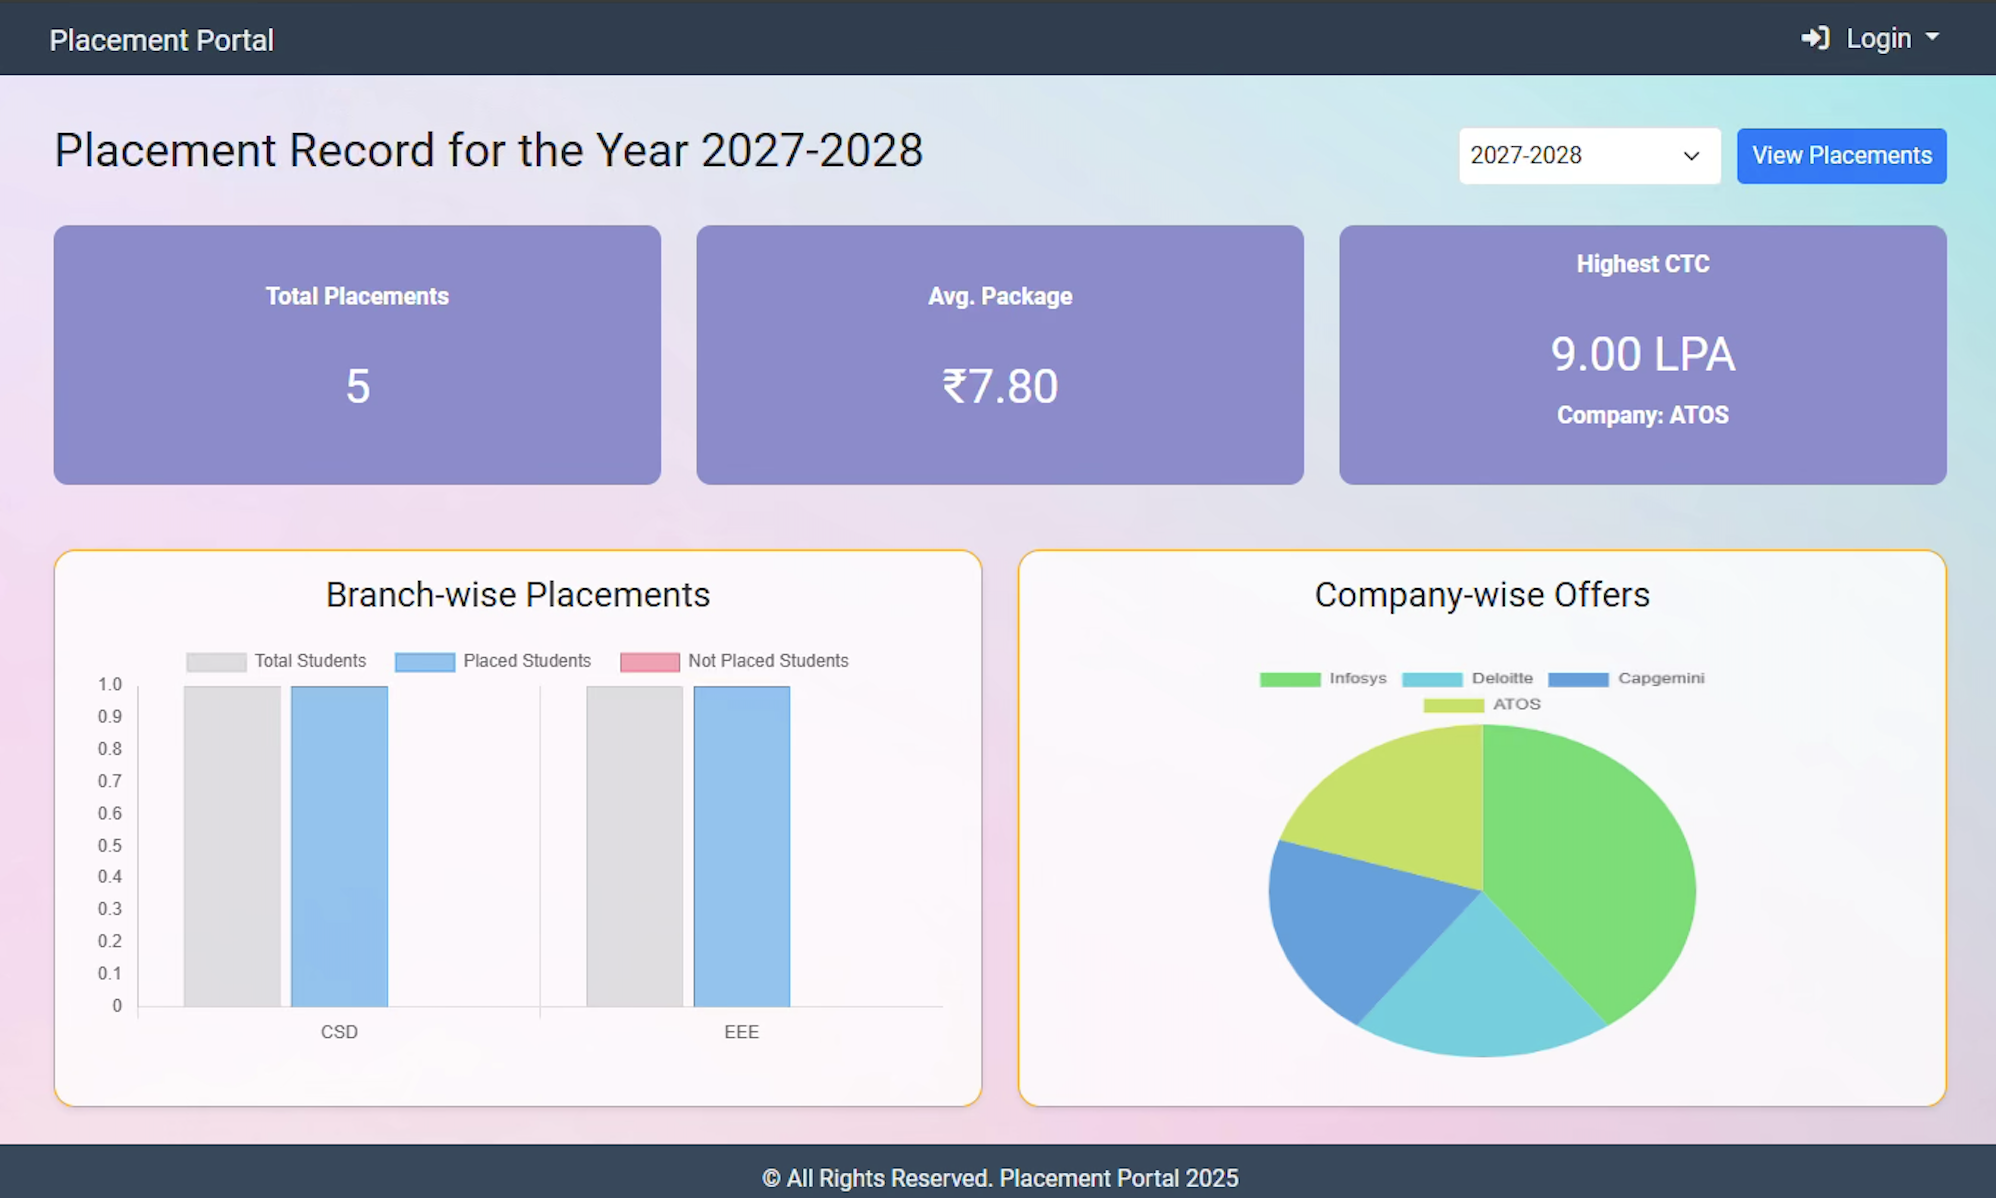 Placement Portal
Login
Placement Record for the Year 2027-2028
2027-2028
View Placements
Total Placements
5
Avg. Package
₹7.80
Highest CTC
9.00 LPA
Company: ATOS
Branch-wise Placements
Total Students Placed Students Not Placed Students
1.0
0.9
0.8
0.7
0.6
0.5
0.4
0.3
0.2
0.1
0
CSD EEE
Company-wise Offers
Infosys Deloitte Capgemini
ATOS
© All Rights Reserved. Placement Portal 2025